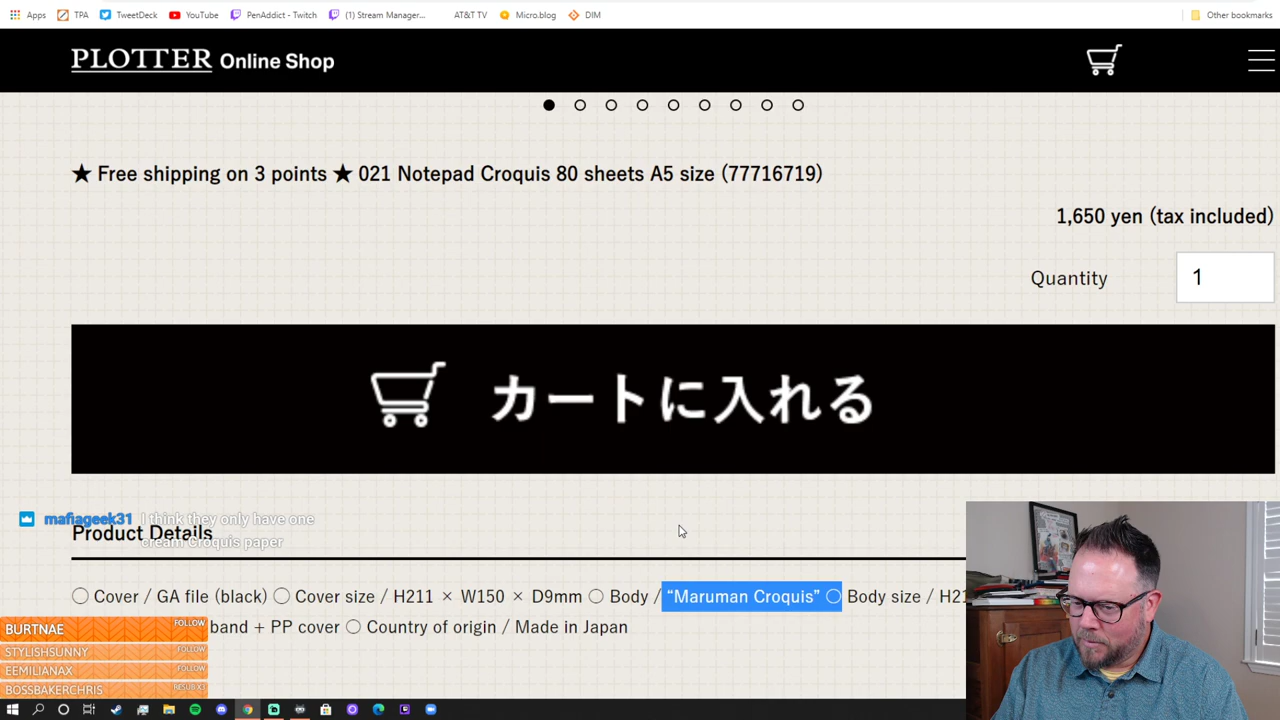 Apps TPA TweetDeck YouTube PenAddict - Twitch (1) Stream Manager... AT&T TV Micro.blog DIM Other bookmarks
PLOTTER Online Shop
★ Free shipping on 3 points ★ 021 Notepad Croquis 80 sheets A5 size (77716719)
1,650 yen (tax included)
Quantity 1
カートに入れる
mafiageek31 I think they only have one
cream Croquis paper
Product Details
○ Cover / GA file (black) ○ Cover size / H211 × W150 × D9mm ○ Body / “Maruman Croquis” ○ Body size / H21
band + PP cover ○ Country of origin / Made in Japan
BURTNAE FOLLOW
STYLISHSUNNY FOLLOW
EEMILIANAX FOLLOW
BOSSBAKERCHRIS